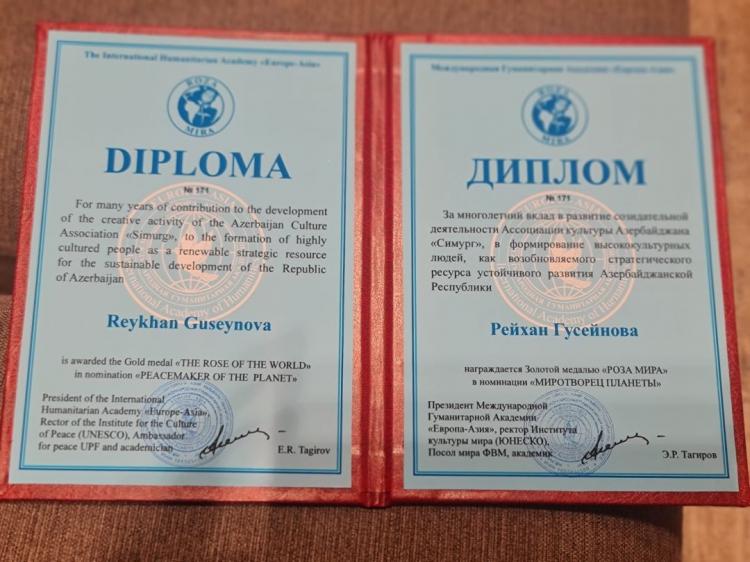 The International Humanitarian Academy «Europe-Asia»
ROZA
MIRA
DIPLOMA
№ 171
For many years of contribution to the development
of the creative activity of the Azerbaijan Culture
Association «Simurg», to the formation of highly
cultured people as a renewable strategic resource
for the sustainable development of the Republic
of Azerbaijan
Reykhan Guseynova
is awarded the Gold medal «THE ROSE OF THE WORLD»
in nomination «PEACEMAKER OF THE PLANET»
President of the International
Humanitarian Academy «Europe-Asia»,
Rector of the Institute for the Culture
of Peace (UNESCO), Ambassador
for peace UPF and academician
E.R. Tagirov
Международная Гуманитарная Академия «Европа-Азия»
ROZA
MIRA
ДИПЛОМ
№ 171
За многолетний вклад в развитие созидательной
деятельности Ассоциации культуры Азербайджана
«Симург», в формирование высококультурных
людей, как возобновляемого стратегического
ресурса устойчивого развития Азербайджанской
Республики
Рейхан Гусейнова
награждается Золотой медалью «РОЗА МИРА»
в номинации «МИРОТВОРЕЦ ПЛАНЕТЫ»
Президент Международной
Гуманитарной Академии
«Европа-Азия», ректор Института
культуры мира (ЮНЕСКО),
Посол мира ФВМ, академик
Э.Р. Тагиров